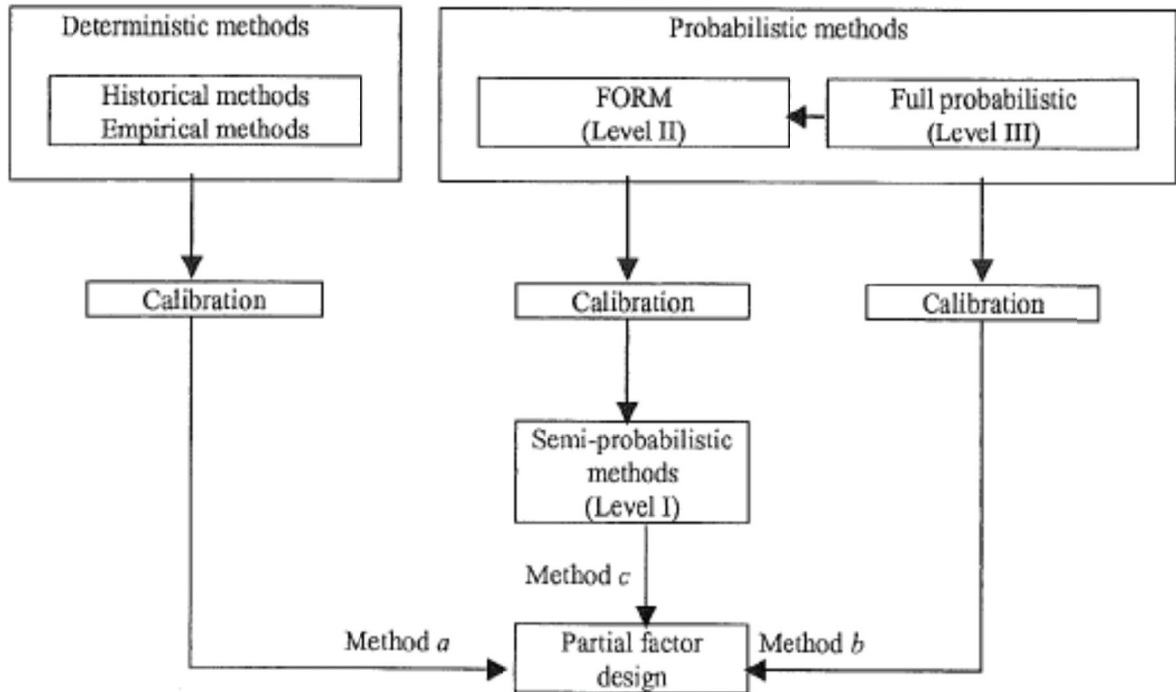 Deterministic methods
Historical methods
Empirical methods
Probabilistic methods
FORM
(Level II)
Full probabilistic
(Level III)
Calibration
Calibration
Calibration
Semi-probabilistic
methods
(Level I)
Method c
Method a
Partial factor
design
Method b